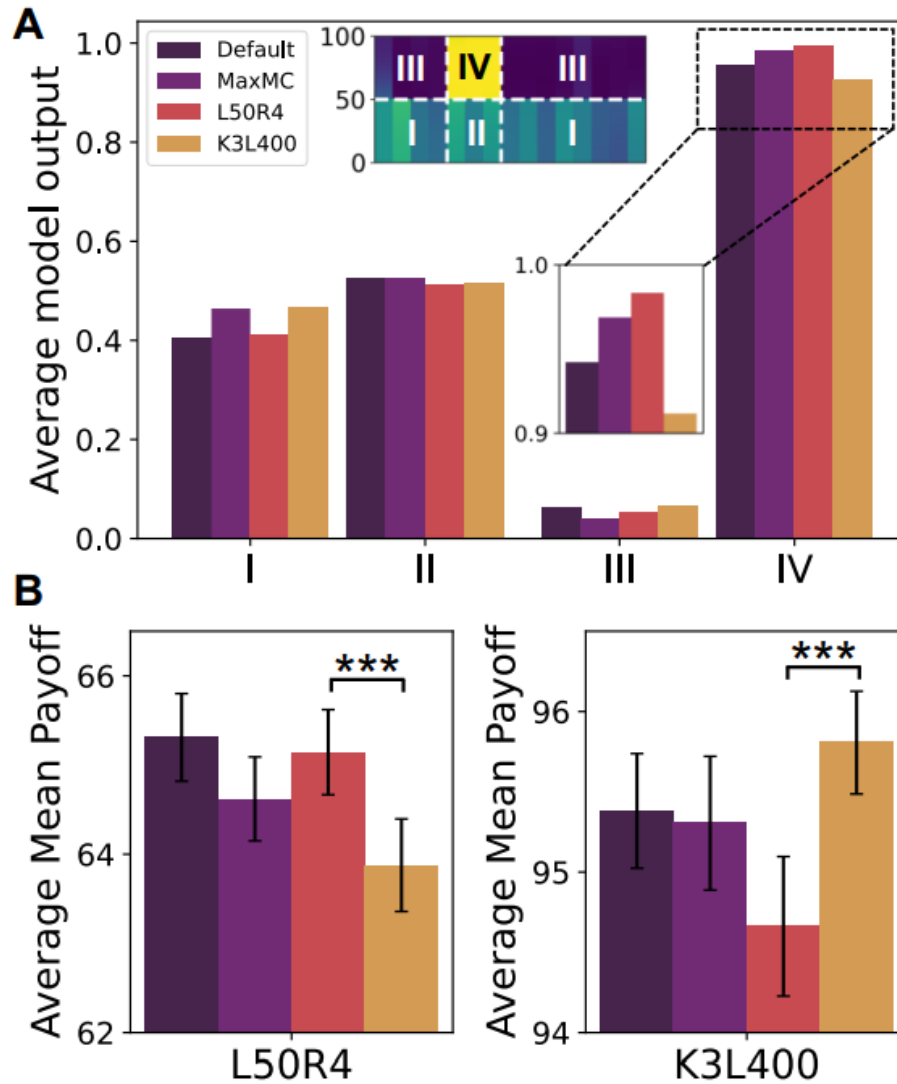 A
Average model output
1.0
0.8
0.6
0.4
0.2
0.0
Default
MaxMC
L50R4
K3L400
100
50
0
III
IV
III
I
II
I
1.0
0.9
I
II
III
IV
B
Average Mean Payoff
66
64
62
***
L50R4
Average Mean Payoff
96
95
94
***
K3L400